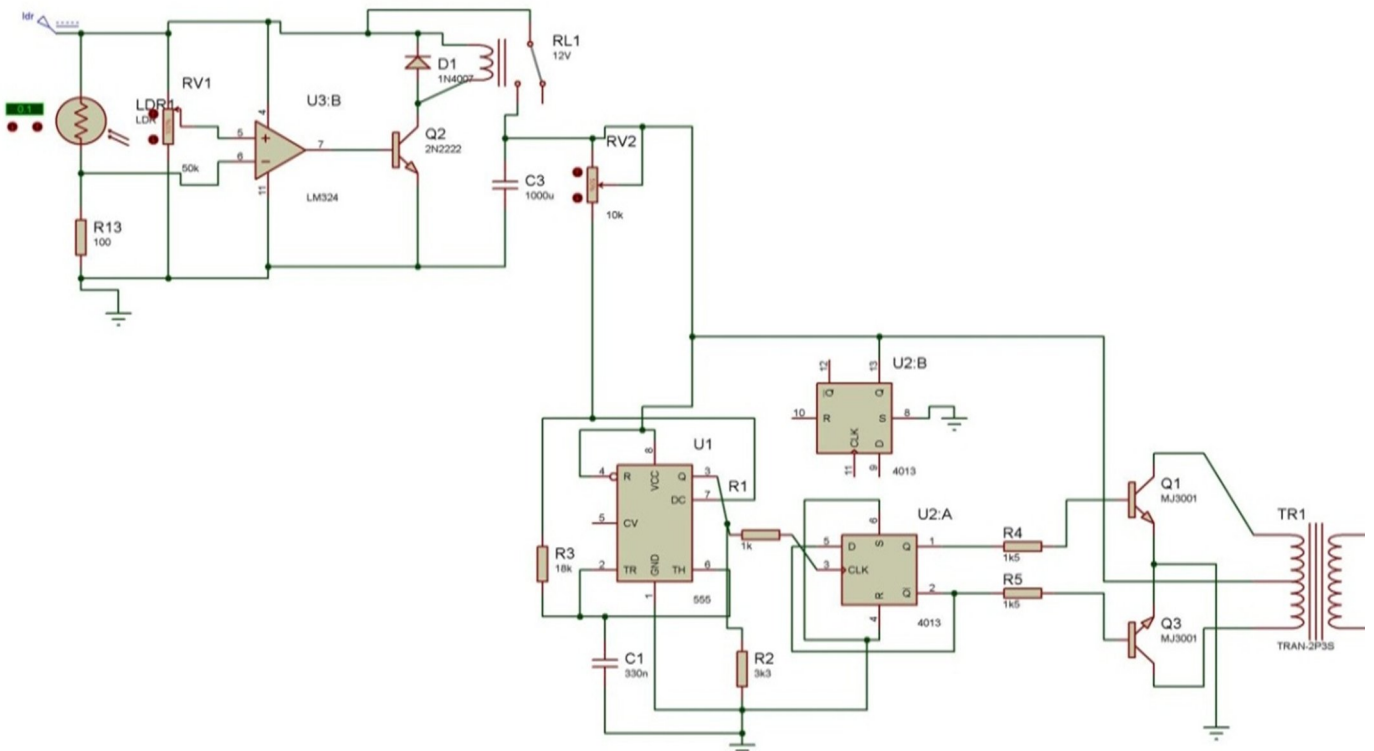 ldr
RV1
LDR1
LDR
0.1
50k
R13
100
U3:B
4
5
6
7
11
LM324
D1
1N4007
Q2
2N2222
RL1
12V
C3
1000u
RV2
10k
U2:B
12
13
Q
Q
10
R
S
8
CLK
D
11
9
4013
U1
8
4
R
VCC
Q
3
DC
7
5
CV
2
TR
GND
TH
6
1
555
R1
1k
R3
18k
C1
330n
R2
3k3
U2:A
6
5
D
S
Q
1
3
CLK
R
Q
2
4
4013
R4
1k5
R5
1k5
Q1
MJ3001
Q3
MJ3001
TR1
TRAN-2P3S